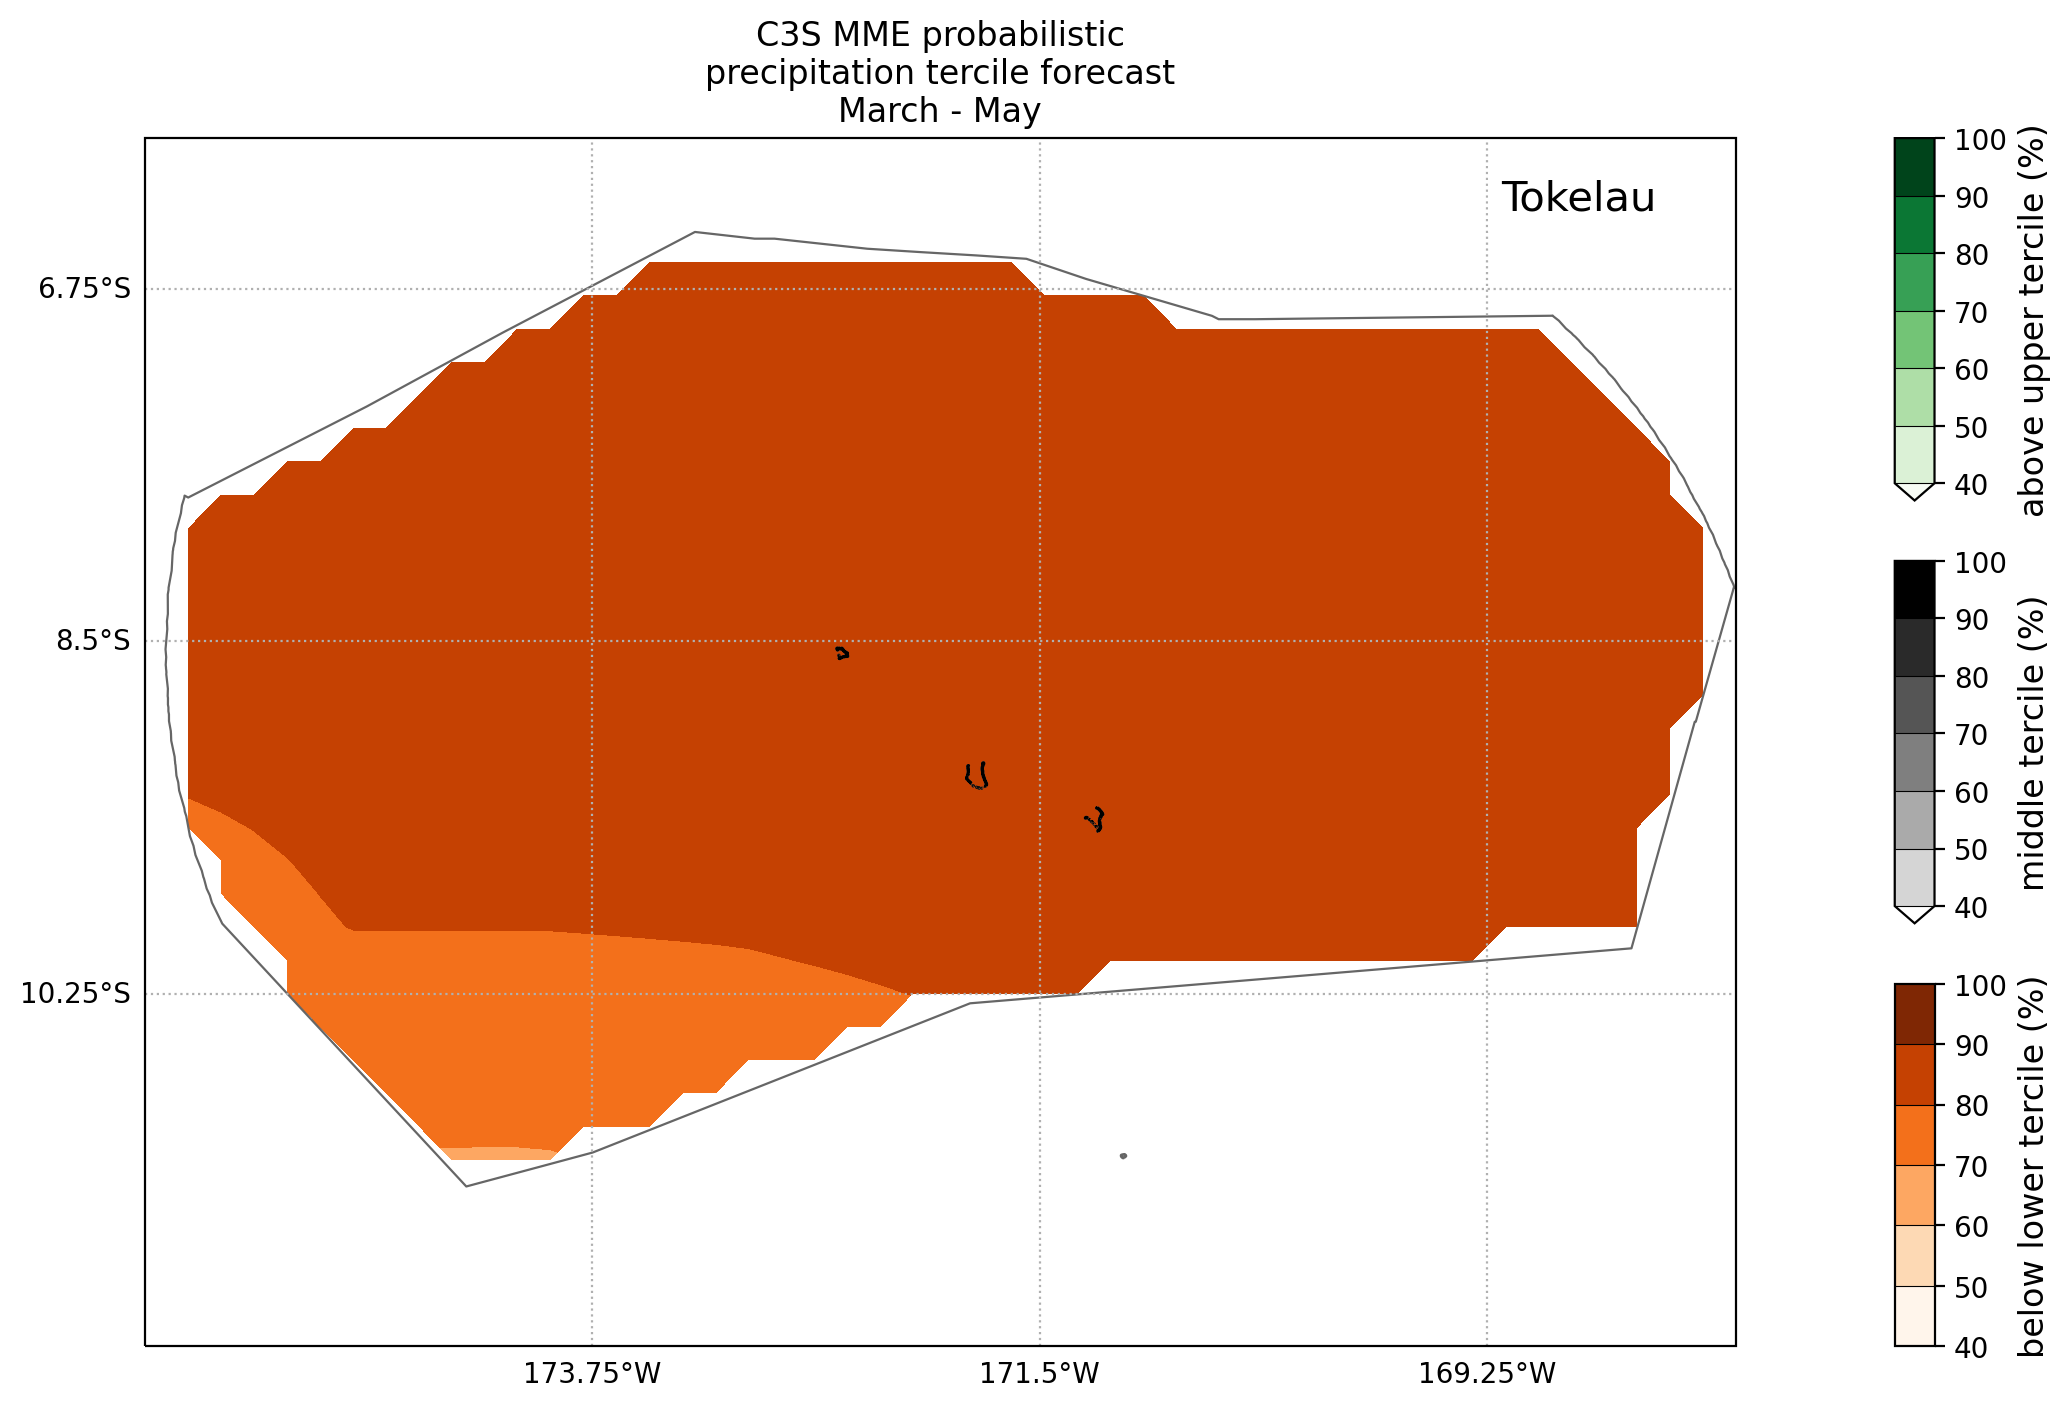 C3S MME probabilistic
precipitation tercile forecast
March - May
Tokelau
6.75°S
8.5°S
10.25°S
173.75°W
171.5°W
169.25°W
100
90
80
70
60
50
40
above upper tercile (%)
100
90
80
70
60
50
40
middle tercile (%)
100
90
80
70
60
50
40
below lower tercile (%)